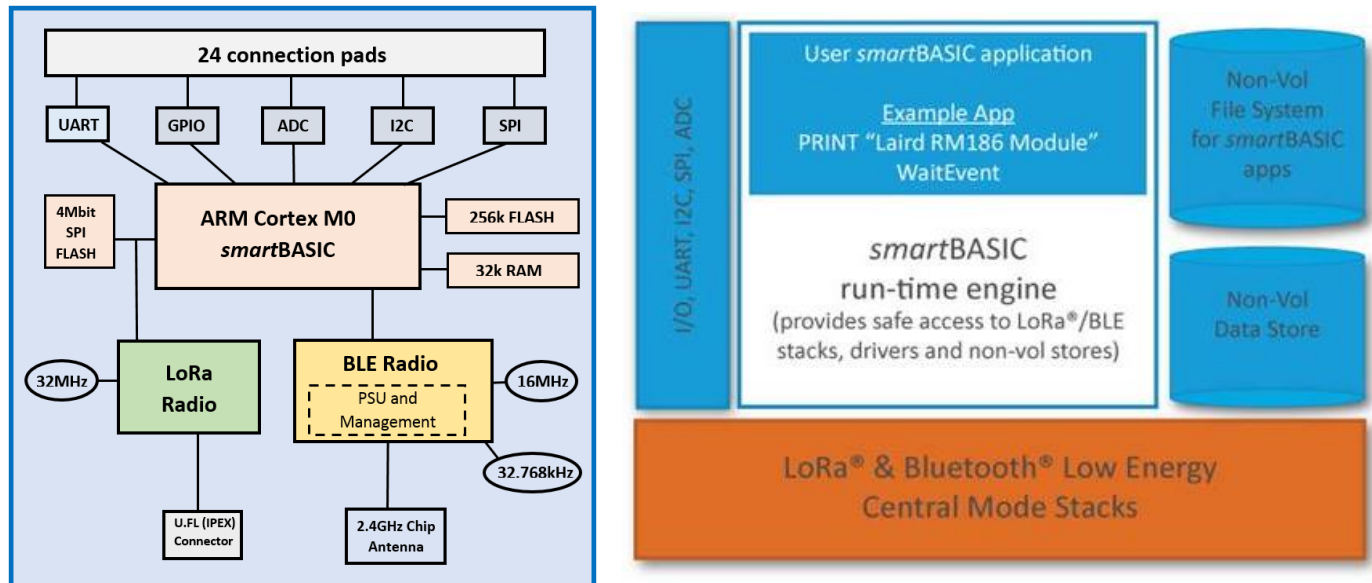 24 connection pads
UART
GPIO
ADC
I2C
SPI
4Mbit
SPI
FLASH
ARM Cortex M0
smartBASIC
256k FLASH
32k RAM
32MHz
LoRa
Radio
BLE Radio
PSU and
Management
16MHz
32.768kHz
U.FL (IPEX)
Connector
2.4GHz Chip
Antenna
I/O, UART, I2C, SPI, ADC
User smartBASIC application
Example App
PRINT “Laird RM186 Module”
WaitEvent
smartBASIC
run-time engine
(provides safe access to LoRa®/BLE
stacks, drivers and non-vol stores)
Non-Vol
File System
for smartBASIC
apps
Non-Vol
Data Store
LoRa® & Bluetooth® Low Energy
Central Mode Stacks